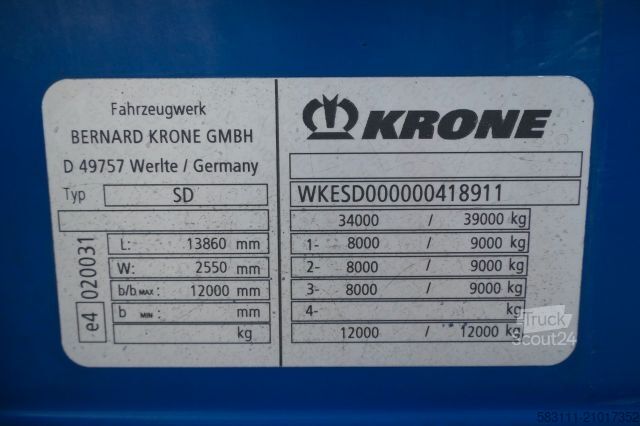 Fahrzeugwerk
BERNARD KRONE GMBH
D 49757 Werlte / Germany
Typ SD
e4 020031
L: 13860 mm
W: 2550 mm
b/b MAX: 12000 mm
b MIN: mm
kg
KRONE
WKESD000000418911
34000 / 39000 kg
1- 8000 / 9000 kg
2- 8000 / 9000 kg
3- 8000 / 9000 kg
4- kg
12000 / 12000 kg
Truck
Scout24
583111-21017352